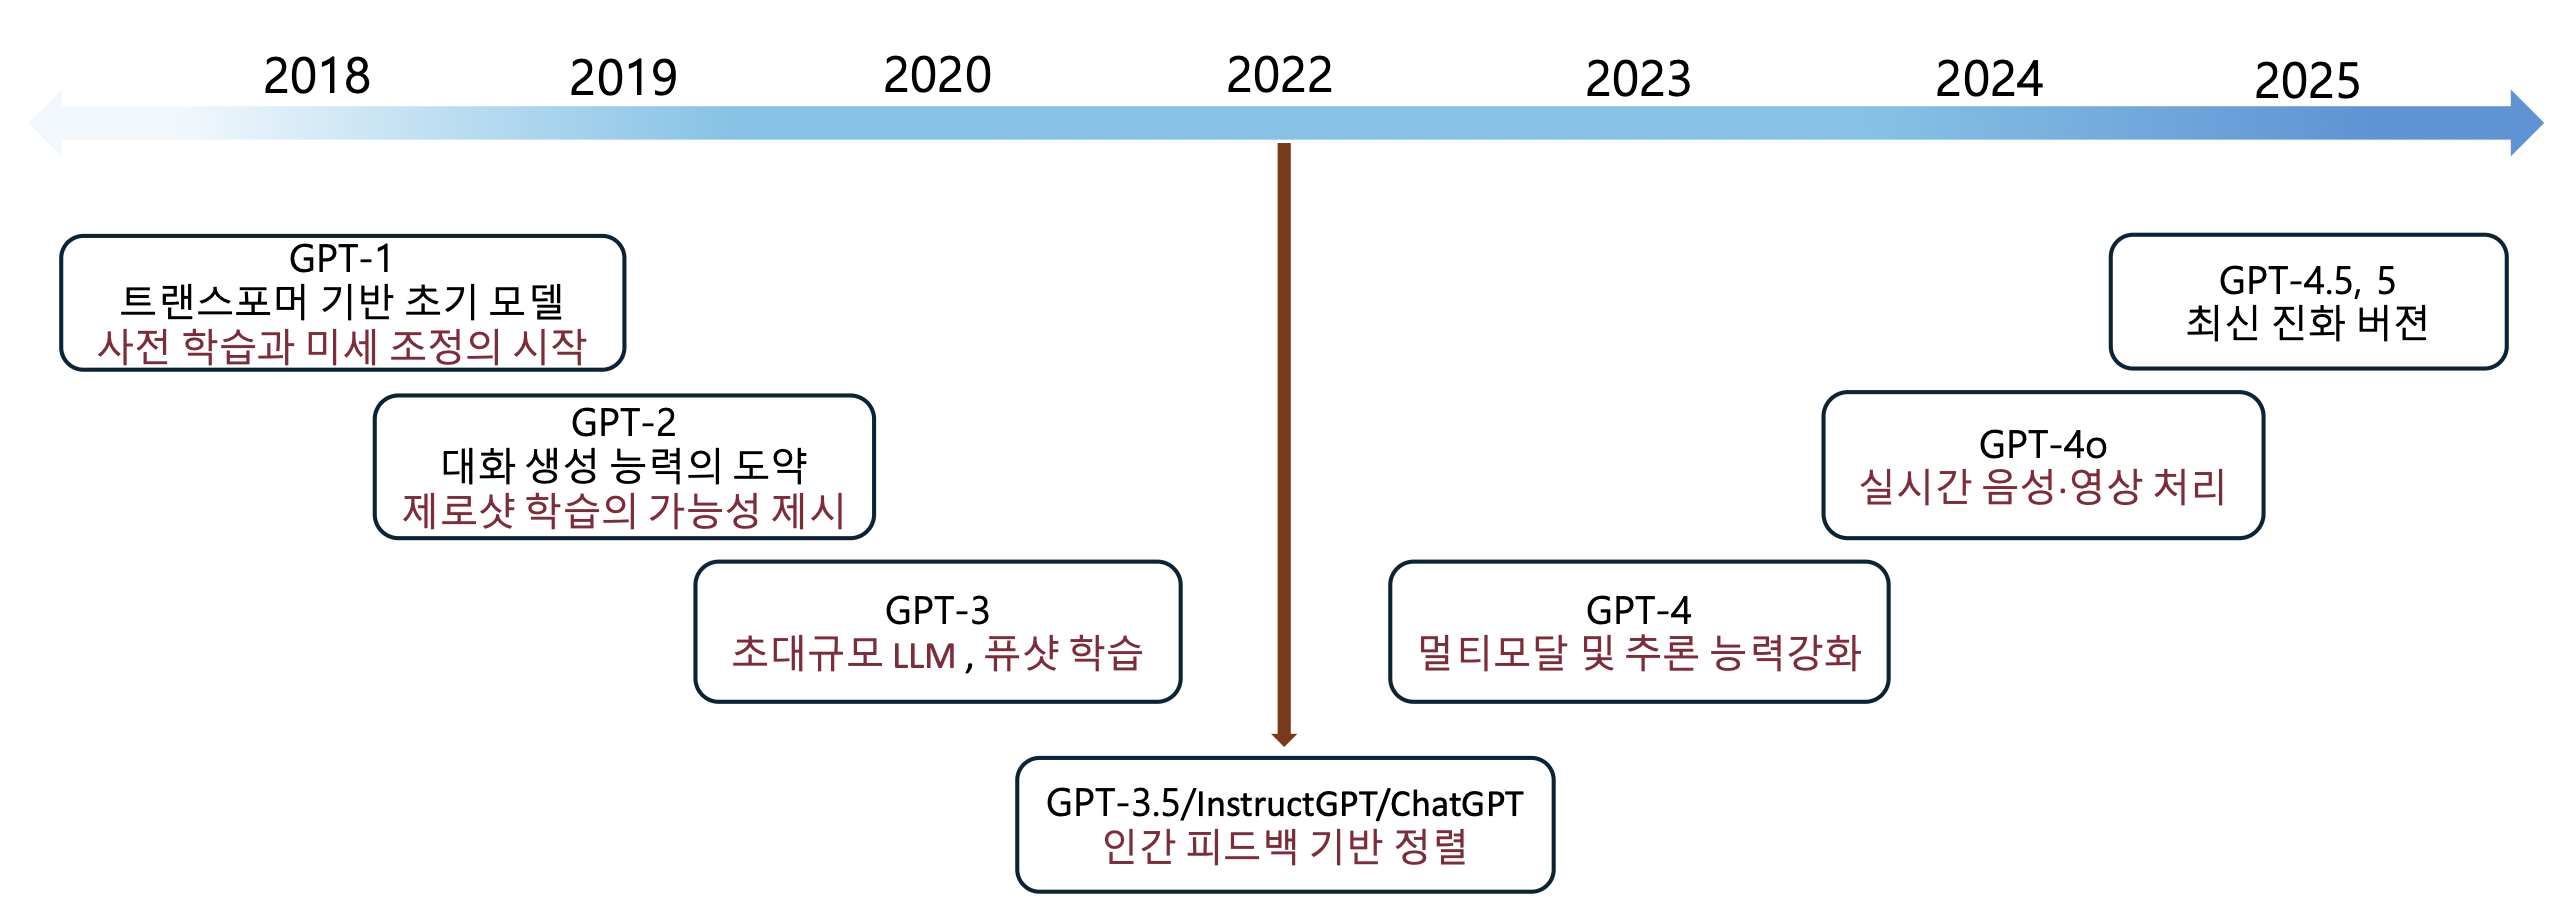 2018
2019
2020
2022
2023
2024
2025
GPT-1
트랜스포머 기반 초기 모델
사전 학습과 미세 조정의 시작
GPT-2
대화 생성 능력의 도약
제로샷 학습의 가능성 제시
GPT-3
초대규모 LLM , 퓨샷 학습
GPT-3.5/InstructGPT/ChatGPT
인간 피드백 기반 정렬
GPT-4
멀티모달 및 추론 능력강화
GPT-4o
실시간 음성·영상 처리
GPT-4.5, 5
최신 진화 버젼